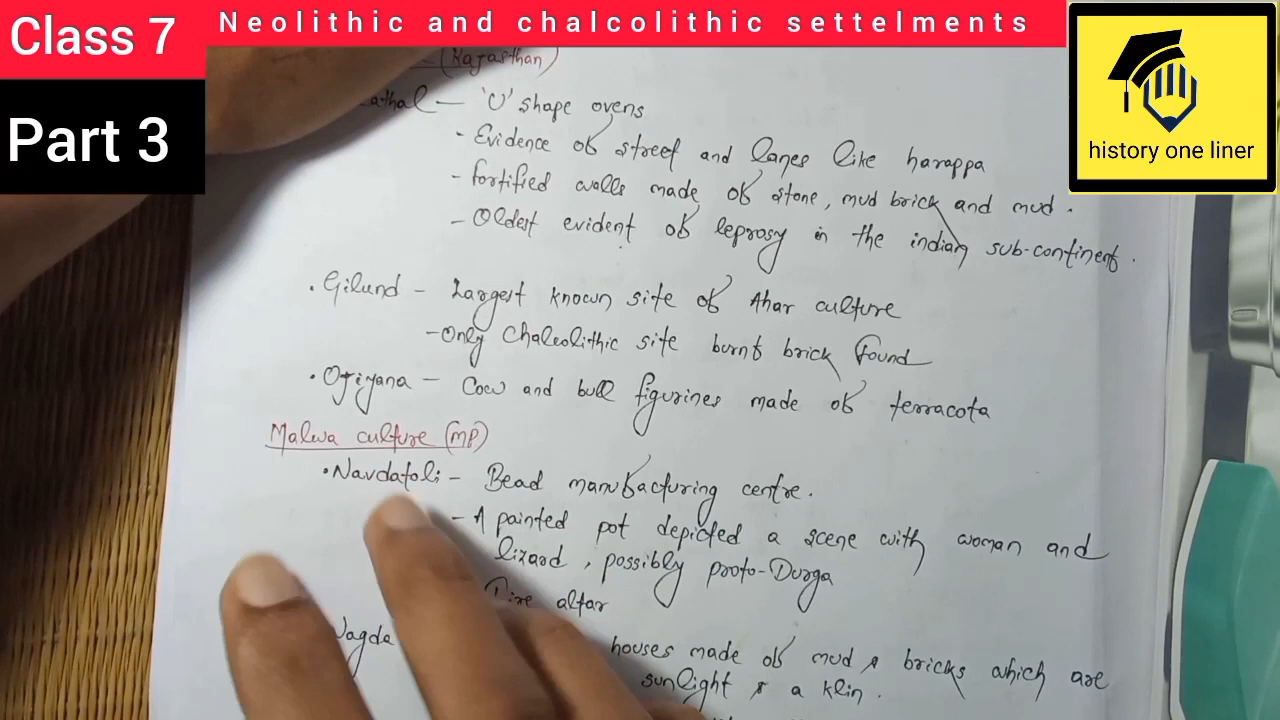 Class 7
Neolithic and chalcolithic settelments
Part 3
history one liner
(Rajasthan)
'U' shape ovens
- Evidence of street and lanes like harappa
- fortified walls made of stone, mud brick and mud.
- Oldest evident of leprosy in the indian sub-continent.
• Gilund - Largest known site of Ahar culture
- Only Chalcolithic site burnt brick found
• Ojiyana - Cow and bull figurines made of terracota
Malwa culture (MP)
• Navdatoli - Bead manufacturing centre.
- A painted pot depicted a scene with woman and
lizard, possibly proto-Durga
Fire altar
Nagda
houses made of mud & bricks which are
sunlight & a klin.